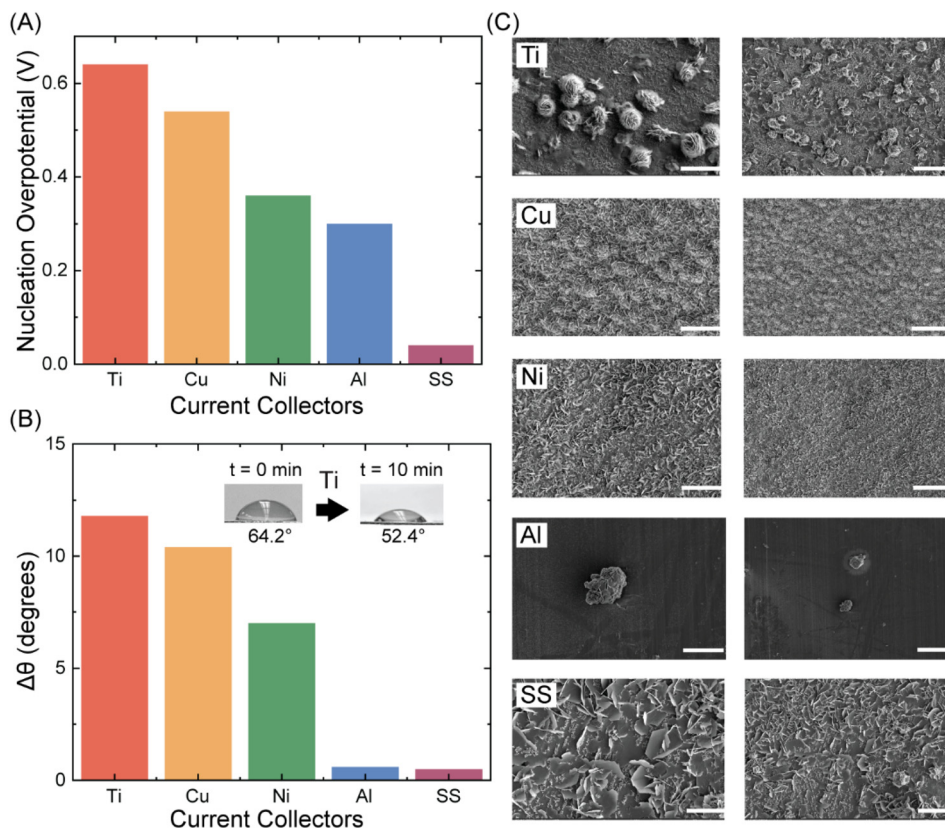 (A)
Nucleation Overpotential (V)
0.6
0.4
0.2
0.0
Ti Cu Ni Al SS
Current Collectors
(B)
Δθ (degrees)
15
10
5
0
t = 0 min Ti t = 10 min
64.2° 52.4°
Ti Cu Ni Al SS
Current Collectors
(C)
Ti
Cu
Ni
Al
SS